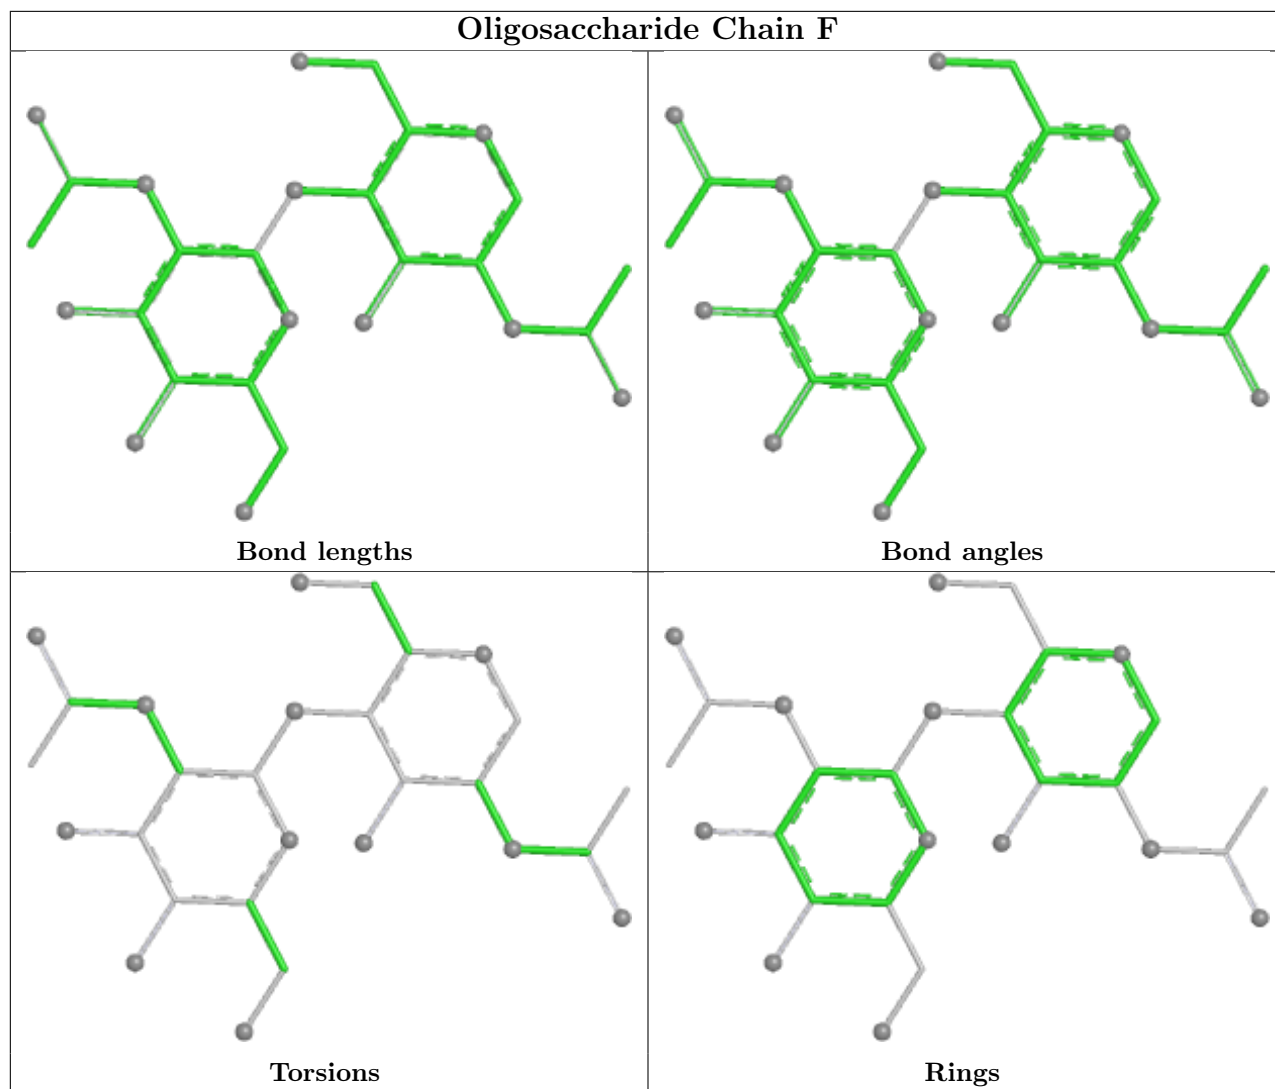 Oligosaccharide Chain F
Bond lengths
Bond angles
Torsions
Rings